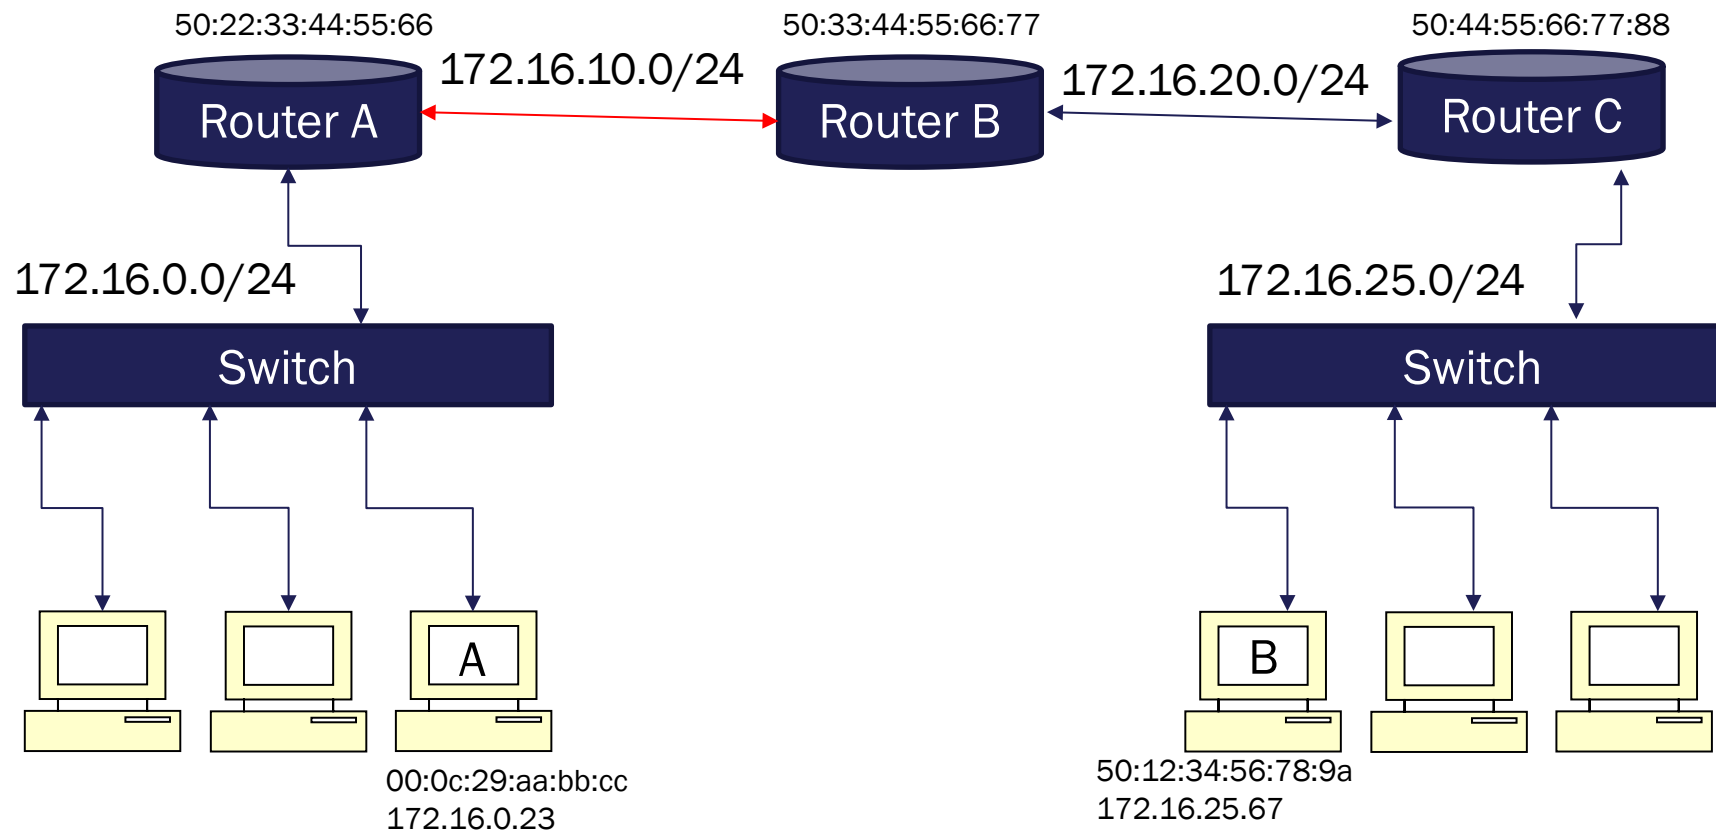 50:22:33:44:55:66
50:33:44:55:66:77
50:44:55:66:77:88
172.16.10.0/24
172.16.20.0/24
Router A
Router B
Router C
172.16.0.0/24
172.16.25.0/24
Switch
Switch
A
B
00:0c:29:aa:bb:cc
172.16.0.23
50:12:34:56:78:9a
172.16.25.67